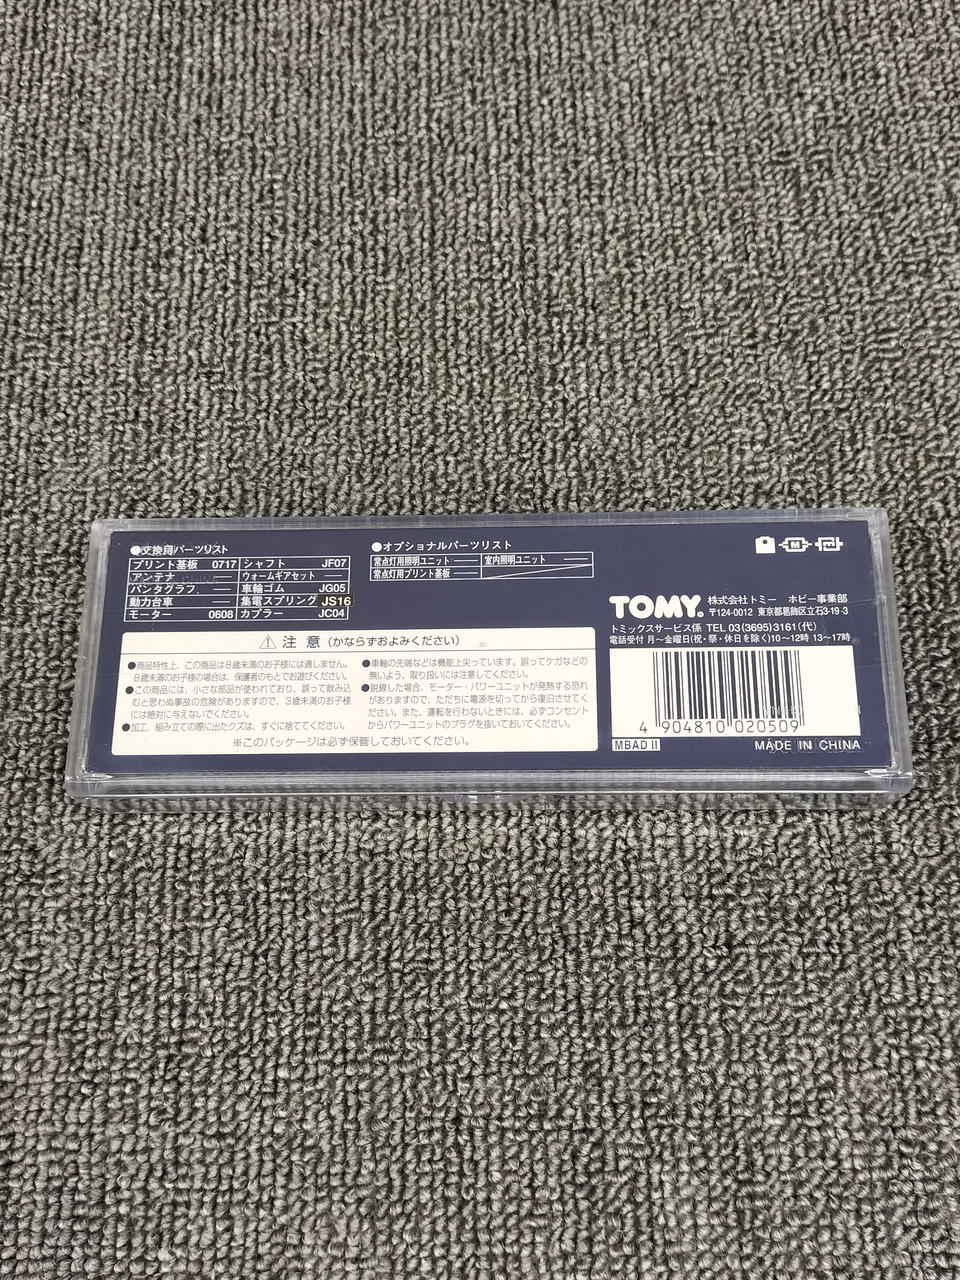 ●交換用パーツリスト
プリント基板 0717 シャフト JF07
アンテナ —— ウォームギアセット ——
パンタグラフ —— 車輪ゴム JG05
動力台車 —— 集電スプリング JS16
モーター 0608 カプラー JC04
●オプショナルパーツリスト
常点灯用照明ユニット —— 室内照明ユニット ——
常点灯用プリント基板 ——
⚠ 注 意 (かならずおよみください)
●商品特性上、この商品は8歳未満のお子様には適しません。
8歳未満のお子様の場合は、保護者のもとでお遊びください。
●この商品には、小さな部品が使われており、誤って飲み込
むと思わぬ事故の危険がありますので、3歳未満のお子様
には絶対に与えないでください。
●加工、組み立ての際に出たクズは、すぐに捨ててください。
●車輪の先端などは機能上尖っています。誤ってケガなどの
無いよう、取り扱いには注意してください。
●脱線した場合、モーター・パワーユニットが発熱する恐れ
がありますので、ただちに電源を切ってから復旧させてく
ださい。また、運転を行わないときには、必ずコンセント
からパワーユニットのプラグを抜いておいてください。
※このパッケージは必ず保管しておいてください。
M
TOMY. 株式会社トミー ホビー事業部
〒124-0012 東京都葛飾区立石3-19-3
トミックスサービス係 TEL 03(3695)3161(代)
電話受付 月〜金曜日(祝・祭・休日を除く)10〜12時 13〜17時
4 904810 020509
MBAD II
MADE IN CHINA